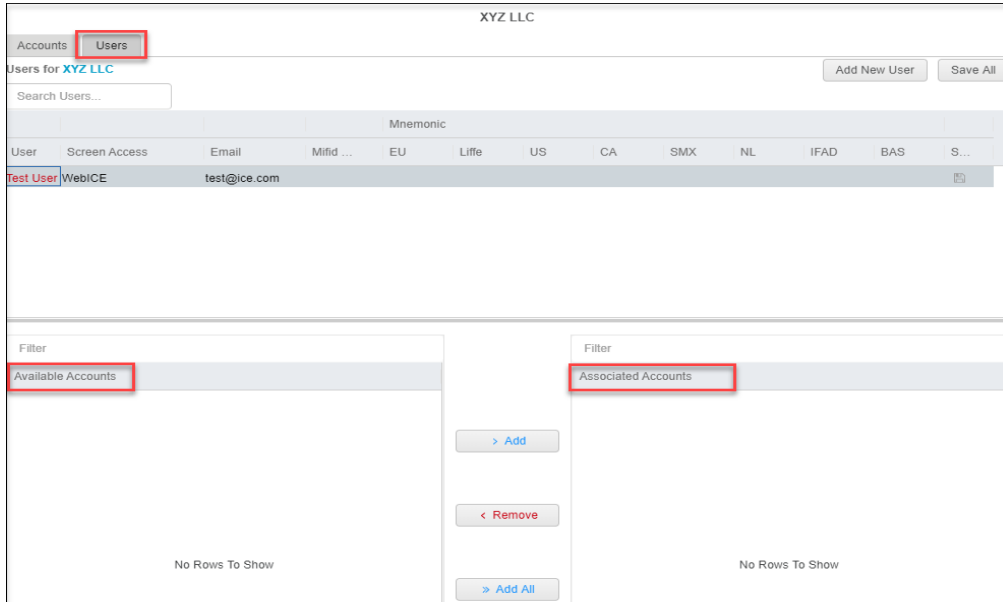 XYZ LLC
Accounts Users
Users for XYZ LLC Add New User Save All
Search Users...
Mnemonic
User Screen Access Email Mifid ... EU Liffe US CA SMX NL IFAD BAS S...
Test User WebICE test@ice.com
Filter Filter
Available Accounts Associated Accounts
> Add
< Remove
No Rows To Show No Rows To Show
» Add All